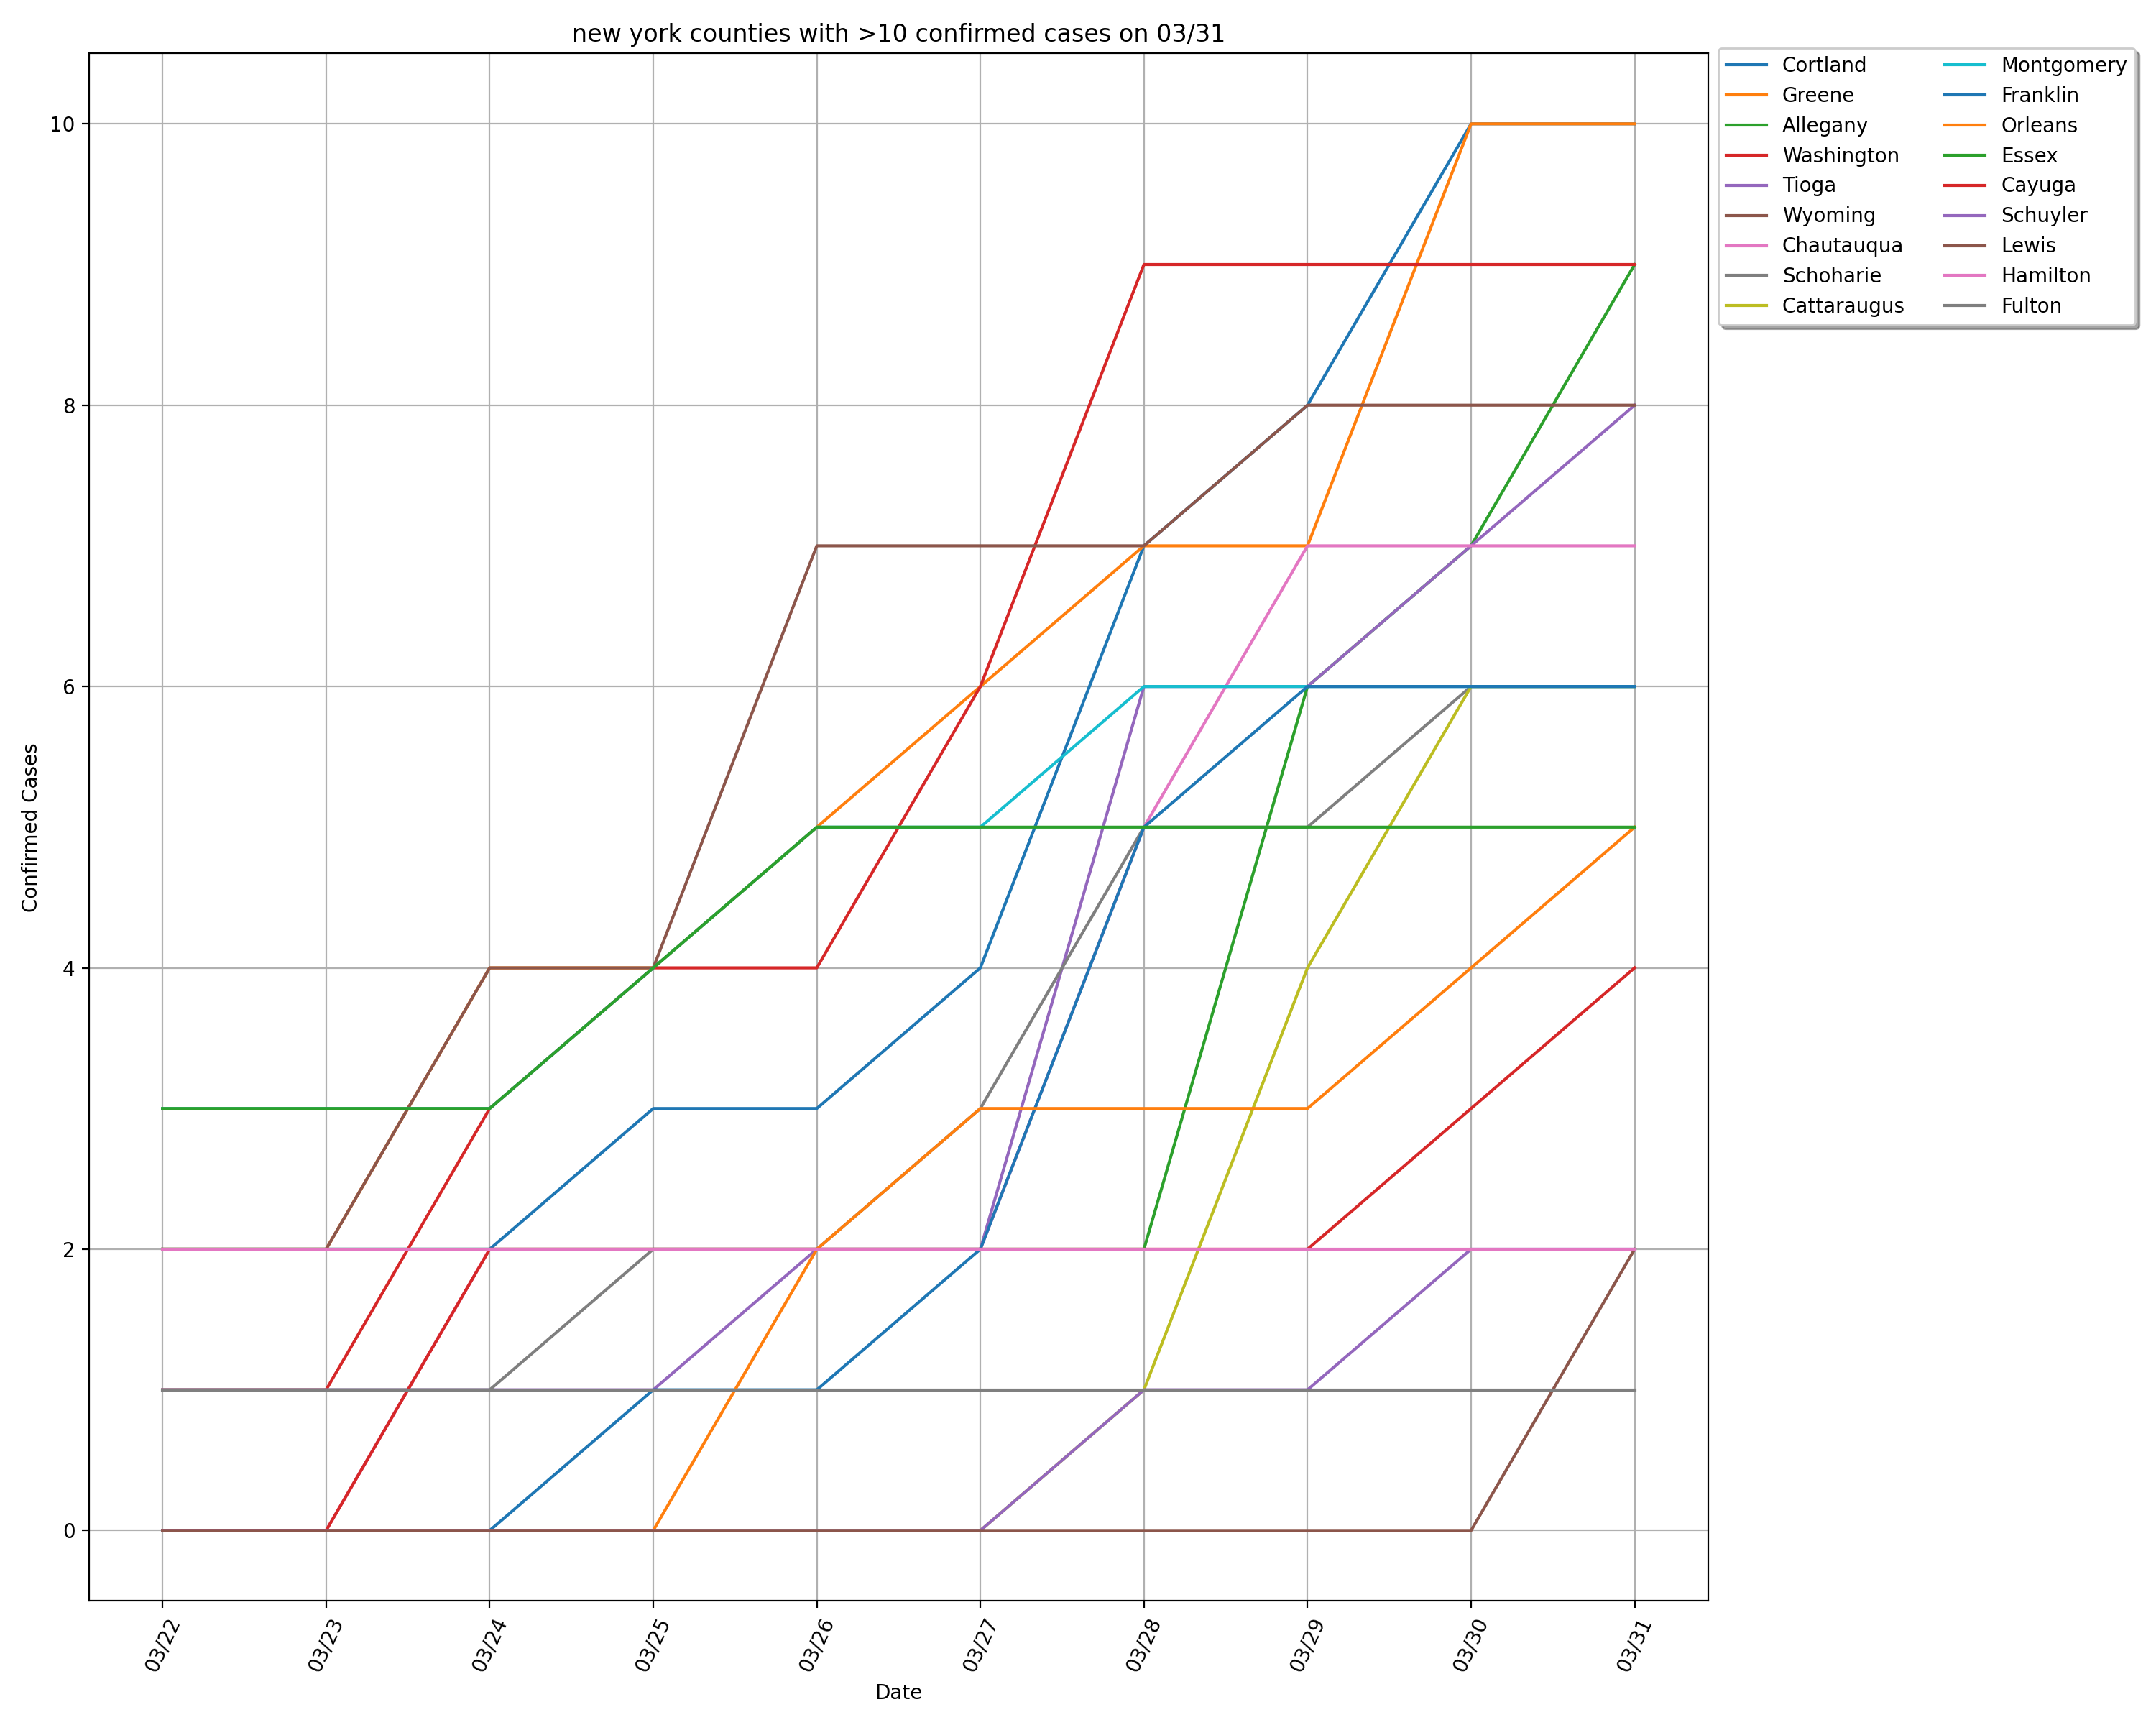 new york counties with >10 confirmed cases on 03/31
Confirmed Cases
10
8
6
4
2
0
03/22
03/23
03/24
03/25
03/26
03/27
03/28
03/29
03/30
03/31
Date
Cortland
Greene
Allegany
Washington
Tioga
Wyoming
Chautauqua
Schoharie
Cattaraugus
Montgomery
Franklin
Orleans
Essex
Cayuga
Schuyler
Lewis
Hamilton
Fulton